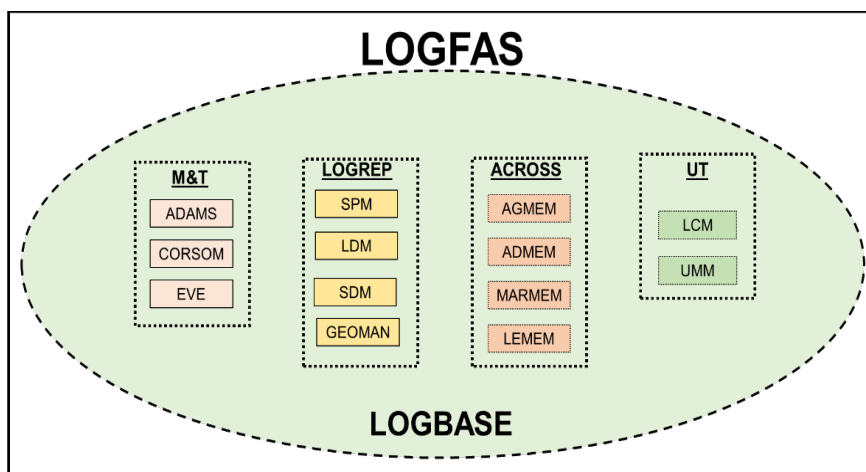 LOGFAS
M&T
ADAMS
CORSOM
EVE
LOGREP
SPM
LDM
SDM
GEOMAN
ACROSS
AGMEM
ADMEM
MARMEM
LEMEM
UT
LCM
UMM
LOGBASE